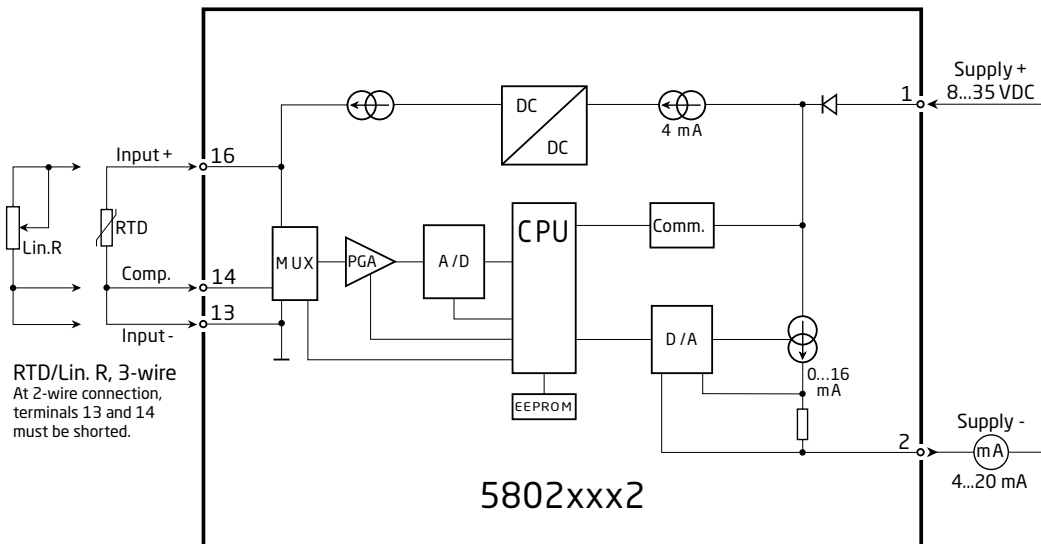 Supply +
8...35 VDC
1
DC
DC
4 mA
Input +
16
RTD
Lin.R
Comp.
14
MUX
PGA
A/D
CPU
Comm.
13
Input -
D/A
0...16
mA
EEPROM
RTD/Lin. R, 3-wire
At 2-wire connection,
terminals 13 and 14
must be shorted.
2
Supply -
mA
4...20 mA
5802xxx2